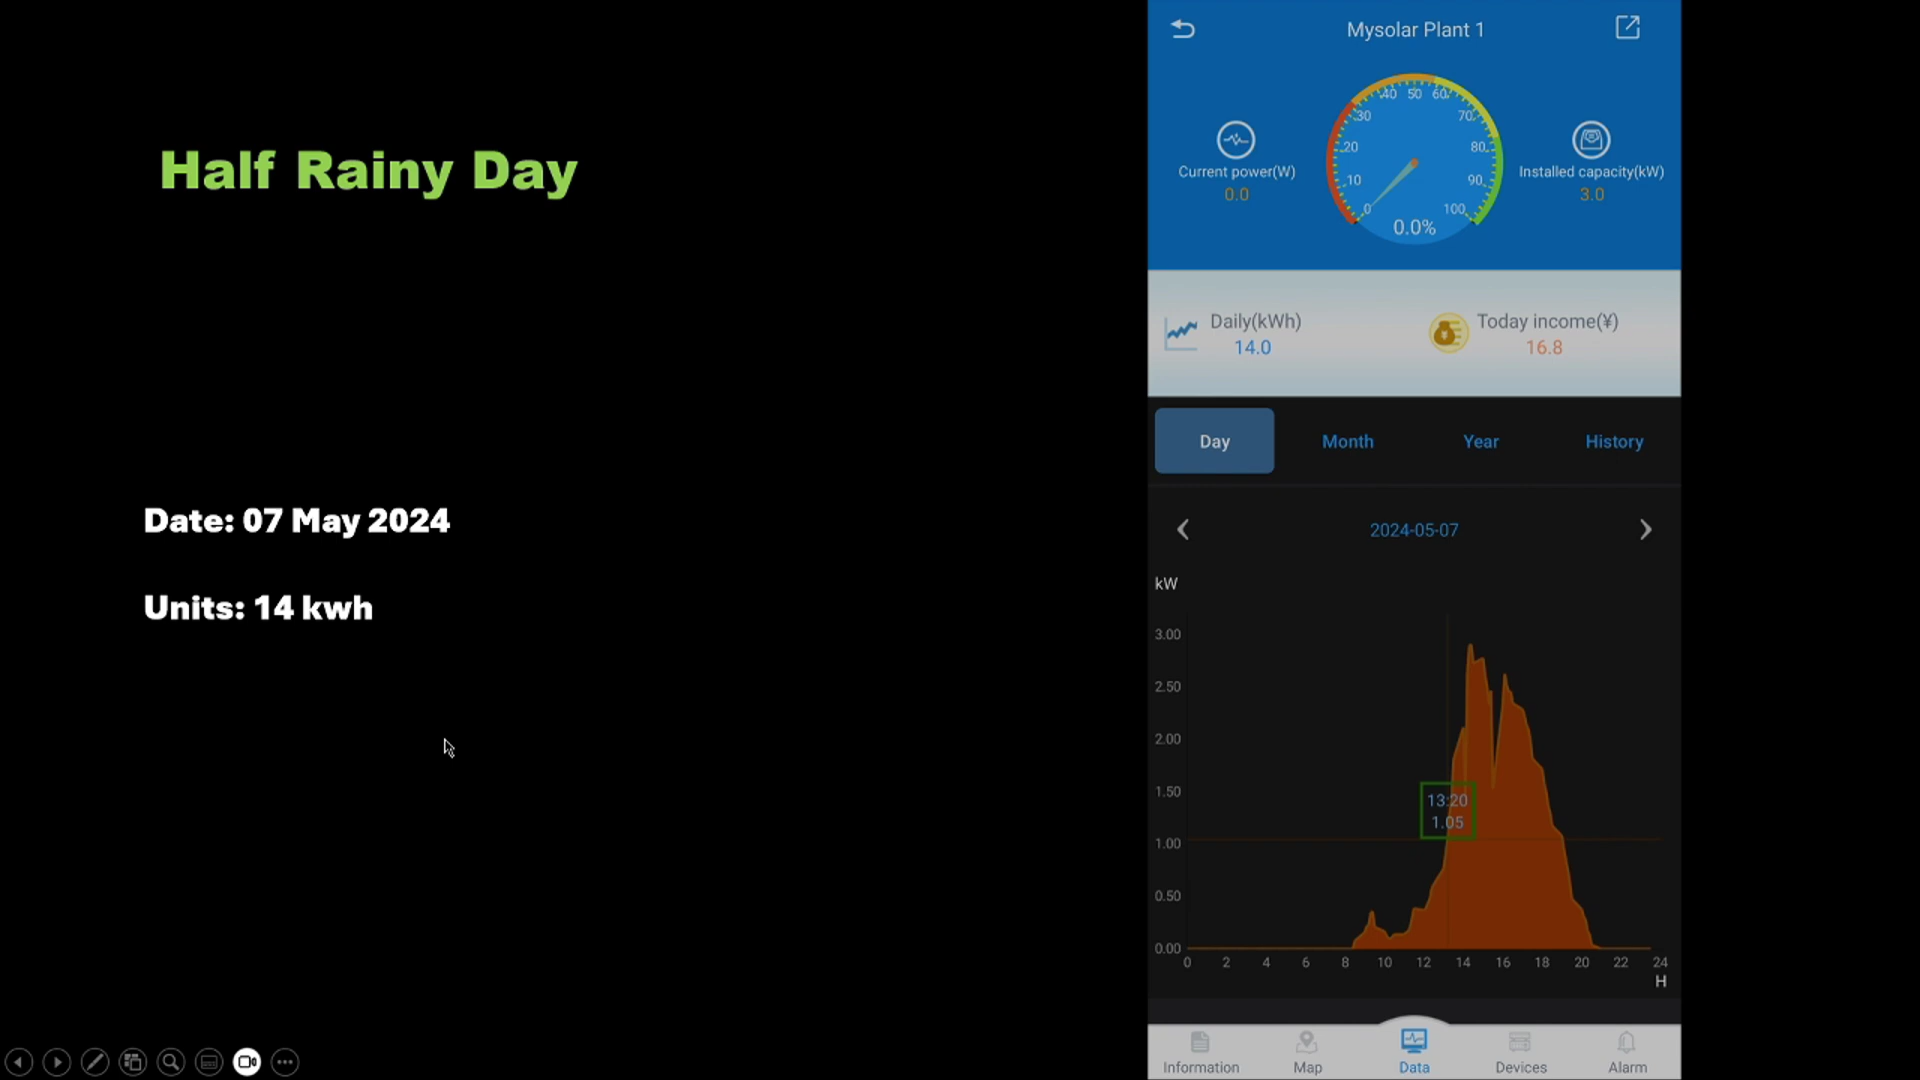 Half Rainy Day
Date: 07 May 2024
Units: 14 kwh
Mysolar Plant 1
Current power(W)
0.0
0
10
20
30
40
50
60
70
80
90
100
0.0%
Installed capacity(kW)
3.0
Daily(kWh)
14.0
Today income(¥)
16.8
Day Month Year History
2024-05-07
kW
3.00
2.50
2.00
1.50
1.00
0.50
0.00
13:20
1.05
0 2 4 6 8 10 12 14 16 18 20 22 24
H
Information Map Data Devices Alarm